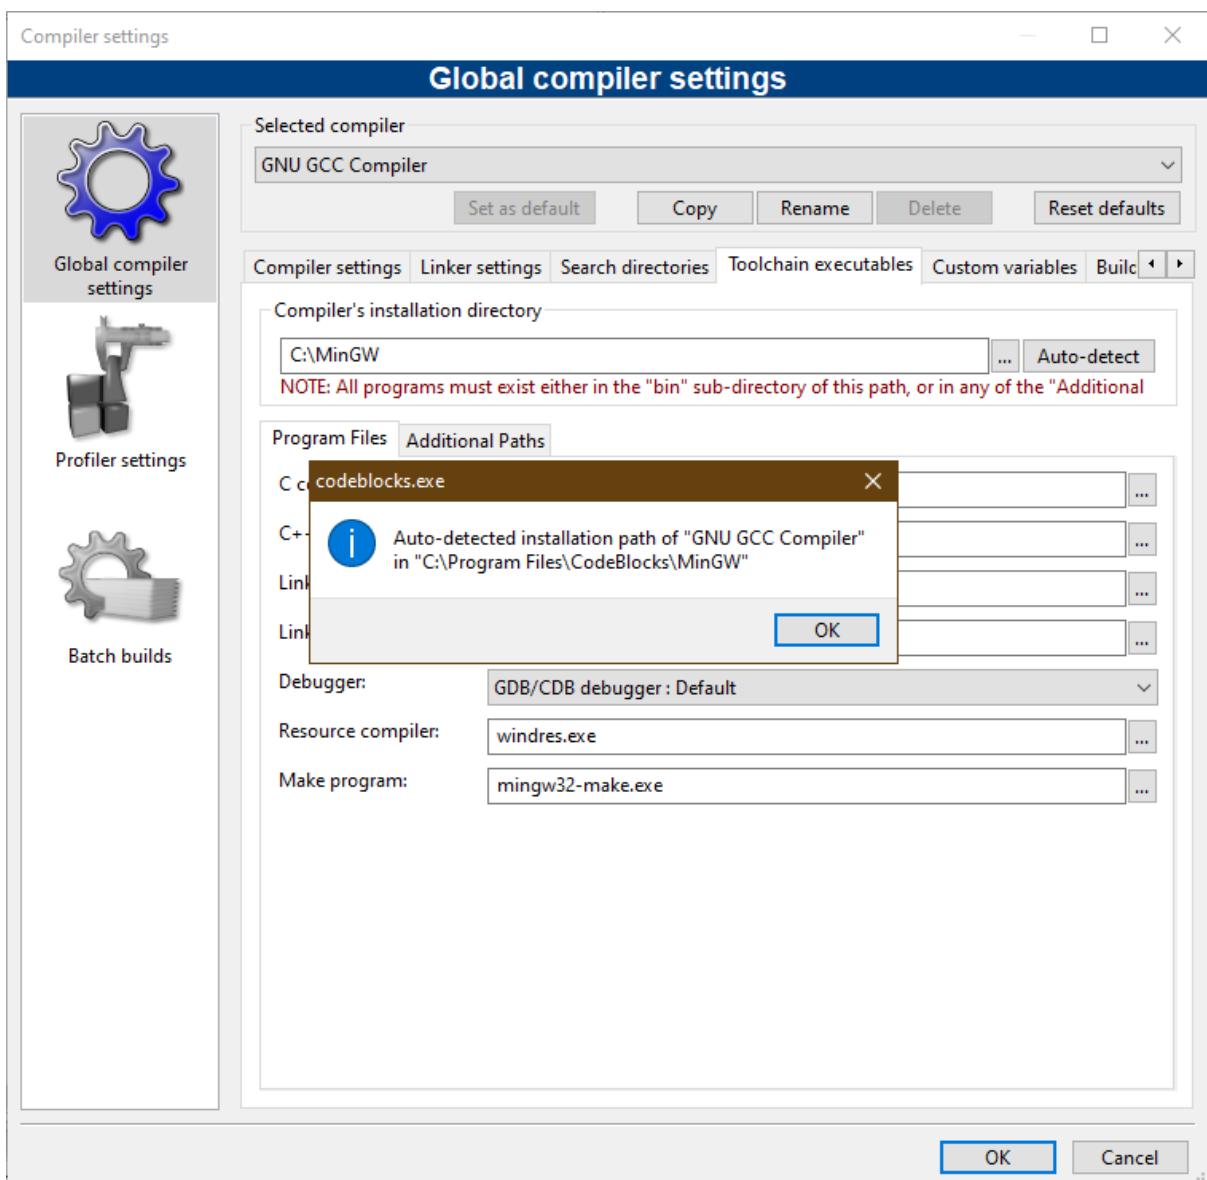 Compiler settings
Global compiler settings
Global compiler
settings
Profiler settings
Batch builds
Selected compiler
GNU GCC Compiler
Set as default
Copy
Rename
Delete
Reset defaults
Compiler settings
Linker settings
Search directories
Toolchain executables
Custom variables
Compiler's installation directory
C:\MinGW
...
Auto-detect
NOTE: All programs must exist either in the "bin" sub-directory of this path, or in any of the "Additional
Program Files
Additional Paths
C
...
C++
...
...
...
codeblocks.exe
Auto-detected installation path of "GNU GCC Compiler"
in "C:\Program Files\CodeBlocks\MinGW"
OK
Debugger:
GDB/CDB debugger : Default
Resource compiler:
windres.exe
...
Make program:
mingw32-make.exe
...
OK
Cancel